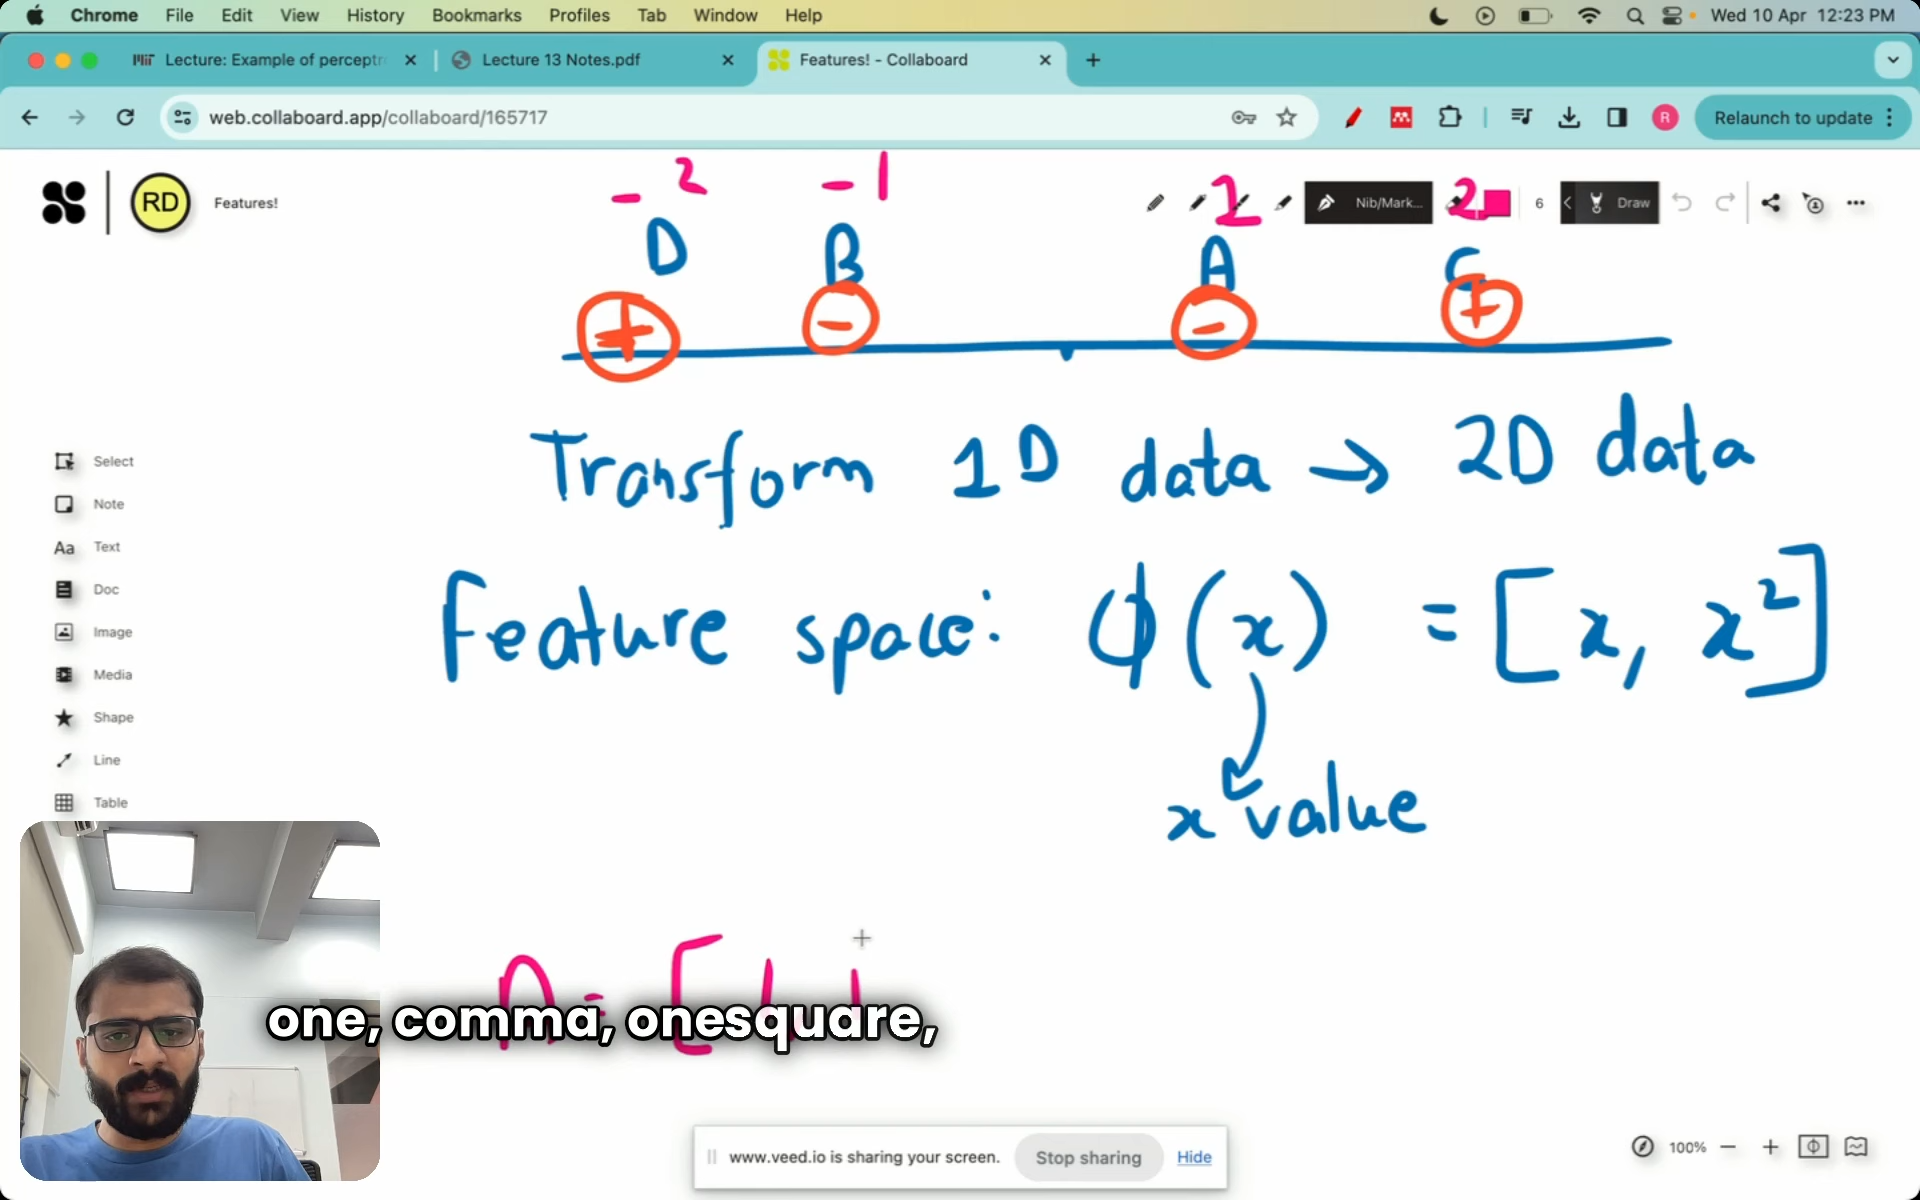 Chrome File Edit View History Bookmarks Profiles Tab Window Help Wed 10 Apr 12:23 PM
Lecture: Example of perceptr Lecture 13 Notes.pdf Features! - Collaboard
web.collaboard.app/collaboard/165717 R Relaunch to update
RD Features! Nib/Mark... 6 Draw
-2 -1 1 2
D B A C
+ - - +
Transform 1D data → 2D data
Feature space: ϕ(x) = [x, x²]
x value
Select
Note
Text
Doc
Image
Media
Shape
Line
Table
A = [1, 1
one, comma, onesquare,
www.veed.io is sharing your screen. Stop sharing Hide
100%